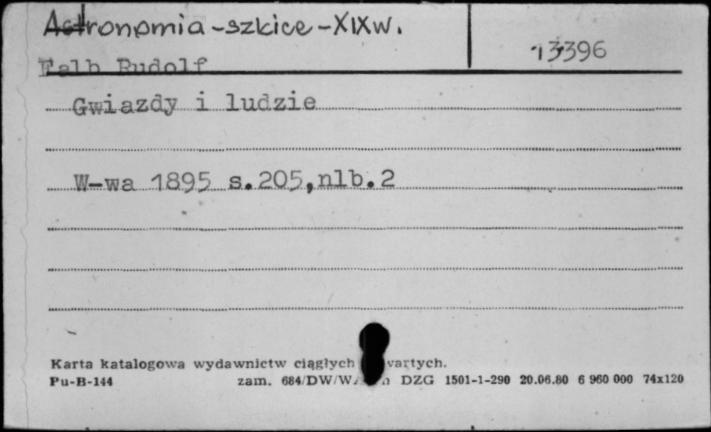 Astronomia-szkice-XIXw.
13396
Falb Rudolf
Gwiazdy i ludzie
W-wa 1895 s.205,nlb.2
Karta katalogowa wydawnictw ciągłych
Pu-B-144 zam. 684/DW/W DZG 1501-1-290 20.06.80 6 960 000 74x120